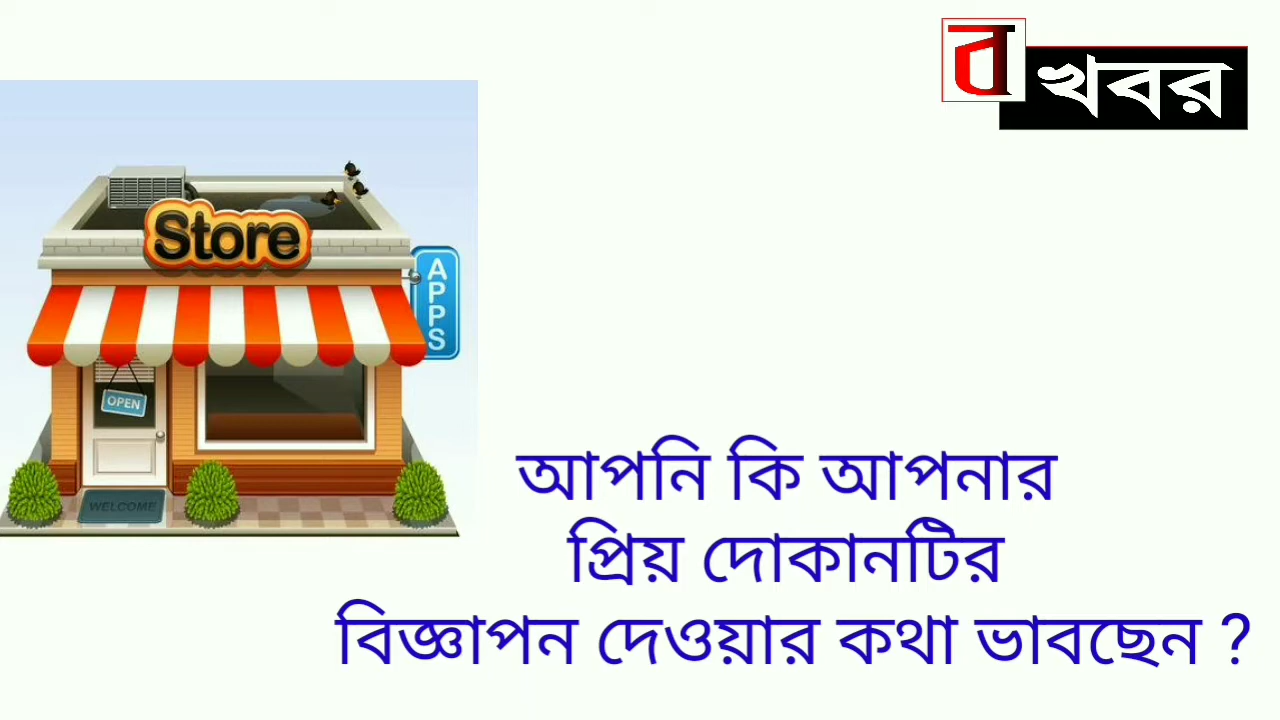 ব খবর
Store
APPS
OPEN
WELCOME
আপনি কি আপনার
প্রিয় দোকানটির
বিজ্ঞাপন দেওয়ার কথা ভাবছেন ?